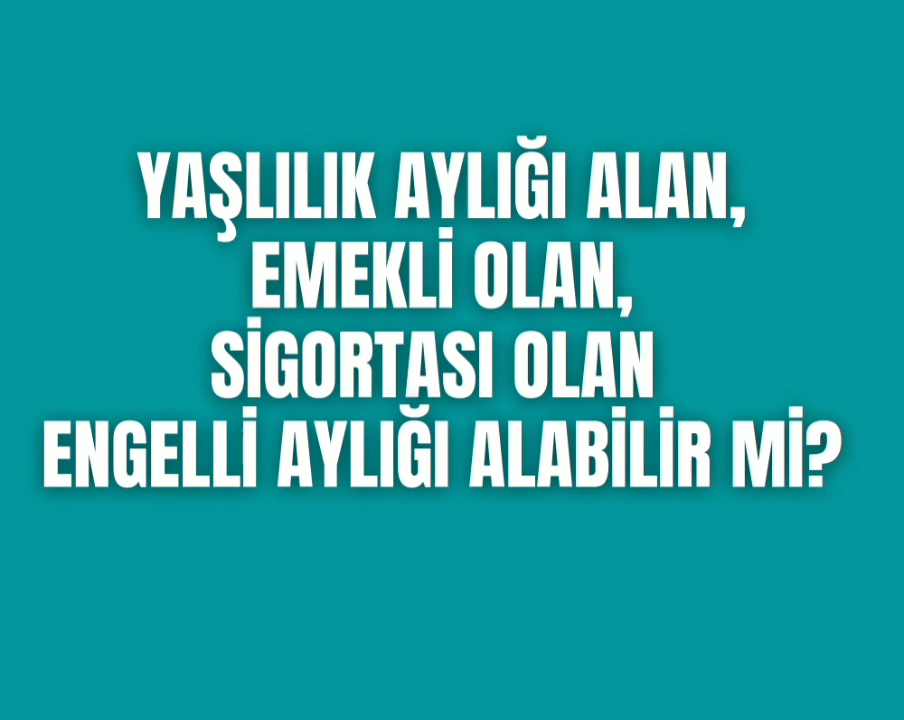 YAŞLILIK AYLIĞI ALAN,
EMEKLİ OLAN,
SİGORTASI OLAN
ENGELLİ AYLIĞI ALABİLİR Mİ?